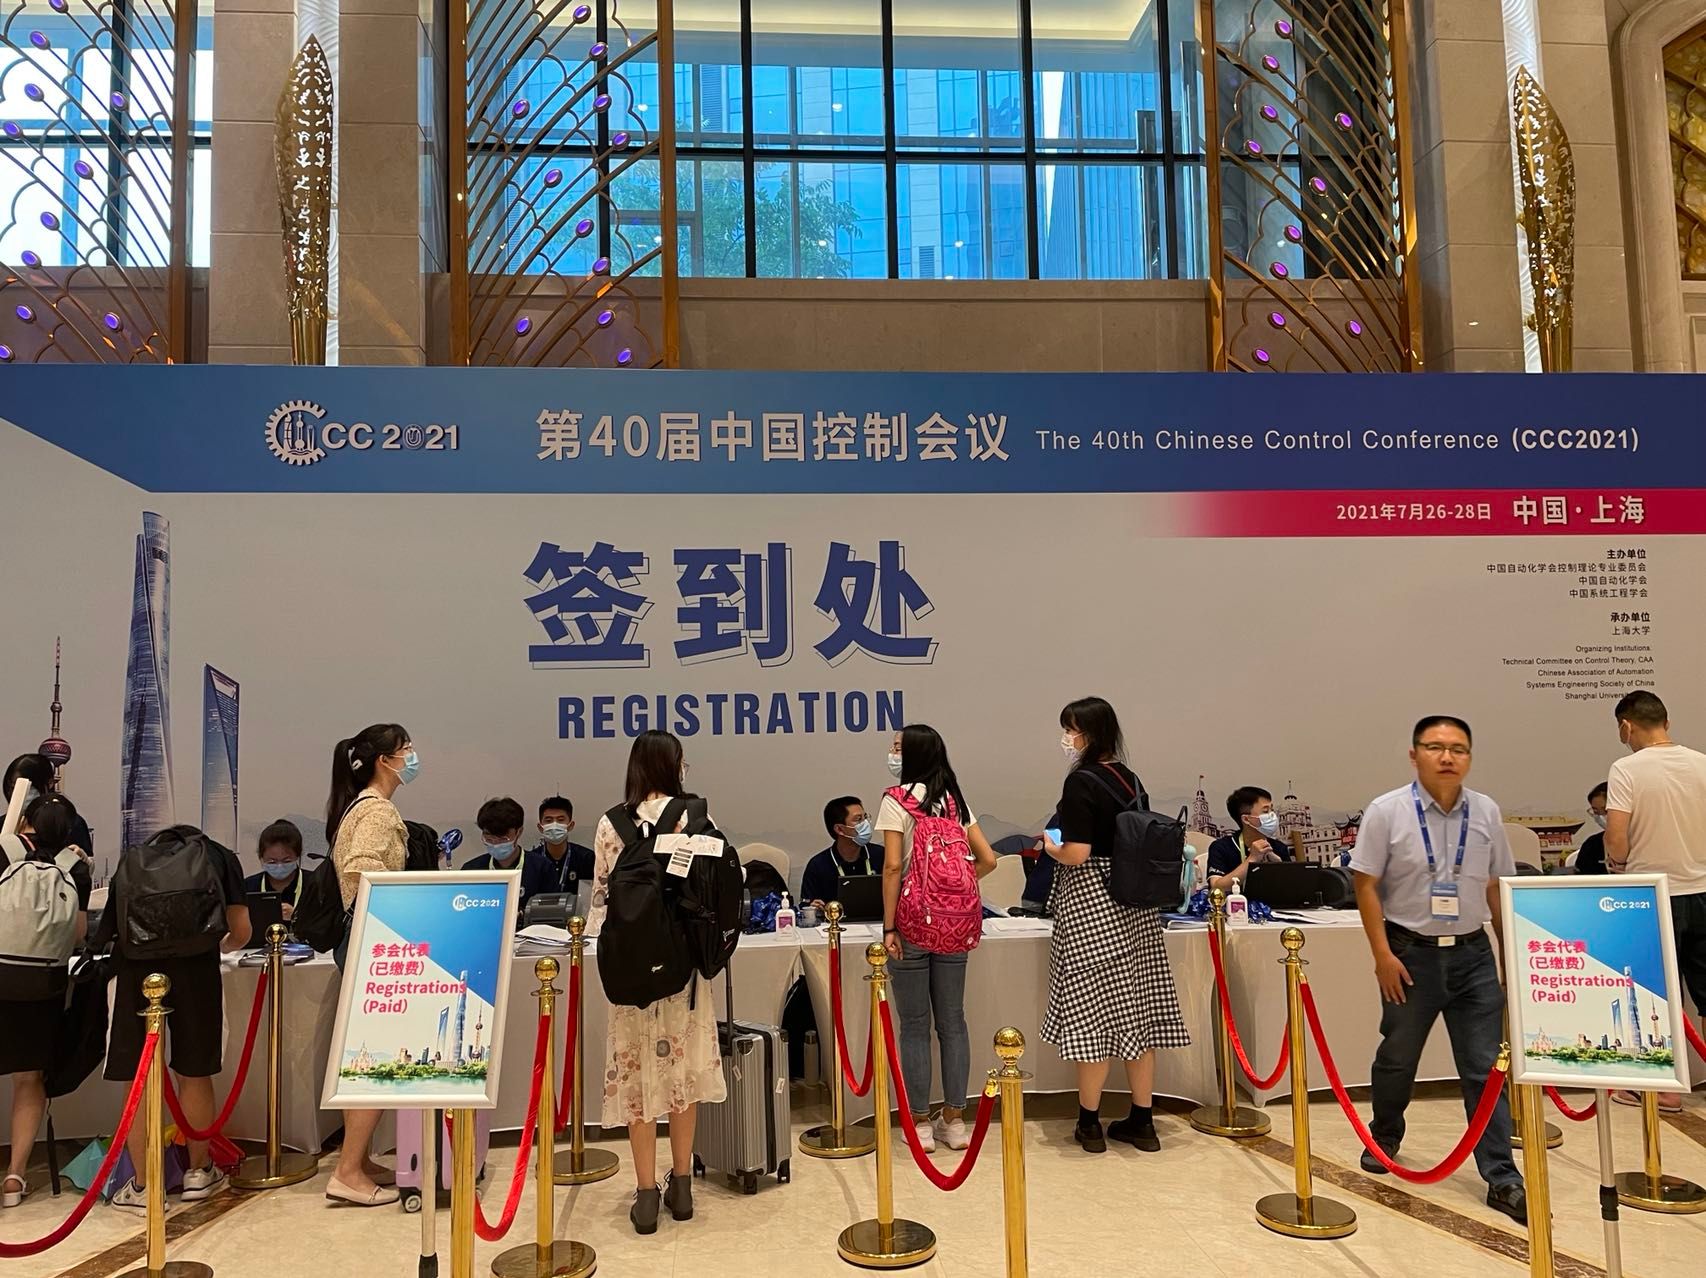 CCC 2021
第40届中国控制会议 The 40th Chinese Control Conference (CCC2021)
2021年7月26-28日 中国·上海
签到处
REGISTRATION
主办单位
中国自动化学会控制理论专业委员会
中国自动化学会
中国系统工程学会
承办单位
上海大学
Organizing Institutions:
Technical Committee on Control Theory, CAA
Chinese Association of Automation
Systems Engineering Society of China
Shanghai
CCC 2021
参会代表
(已缴费)
Registrations
(Paid)
CCC 2021
参会代表
(已缴费)
Registrations
(Paid)